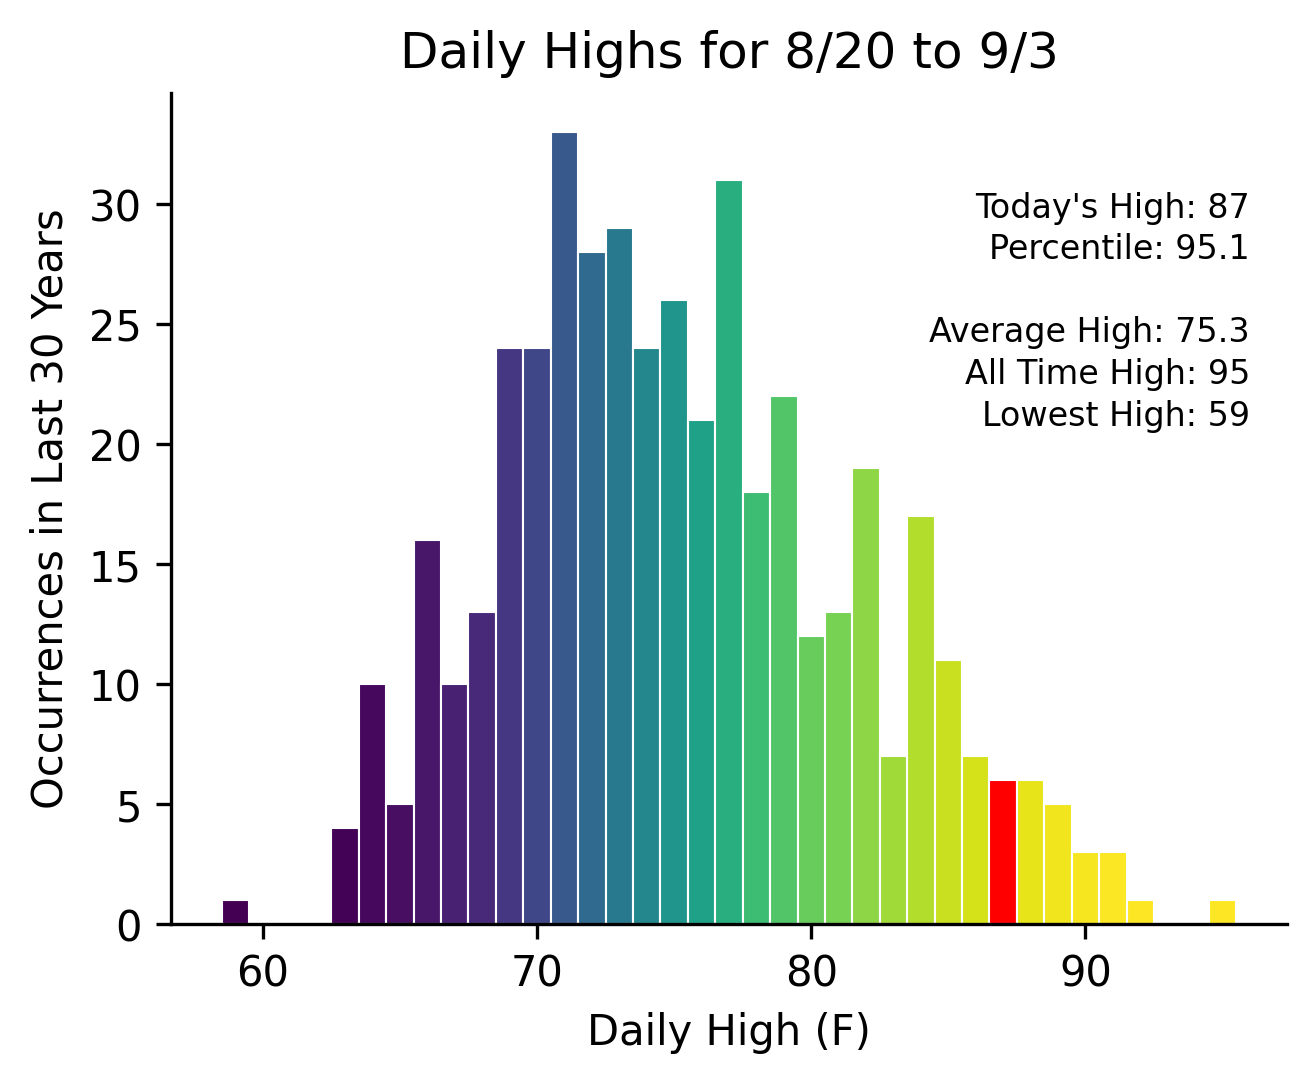 Daily Highs for 8/20 to 9/3
Occurrences in Last 30 Years
30
25
20
15
10
5
0
Today's High: 87
Percentile: 95.1
Average High: 75.3
All Time High: 95
Lowest High: 59
60 70 80 90
Daily High (F)